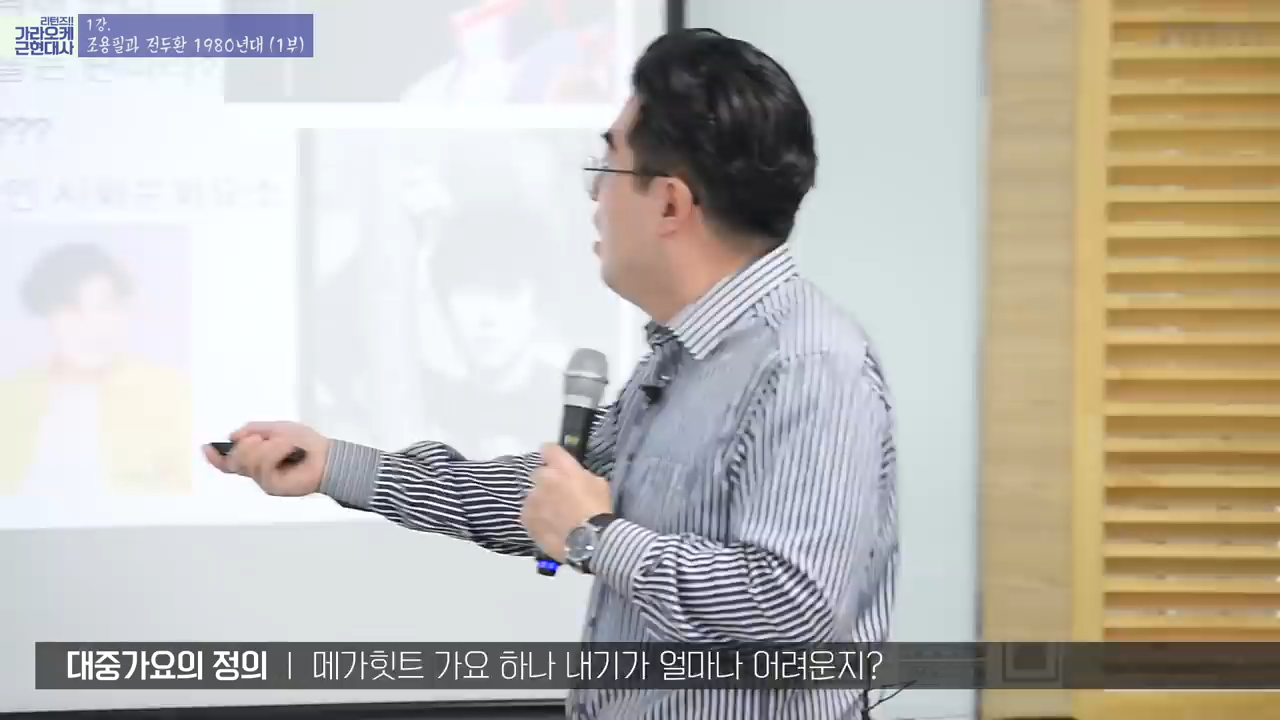 리턴즈!!
가라오케
근현대사
1강.
조용필과 전두환 1980년대 (1부)
???
대중가요의 정의 | 메가힛트 가요 하나 내기가 얼마나 어려운지?